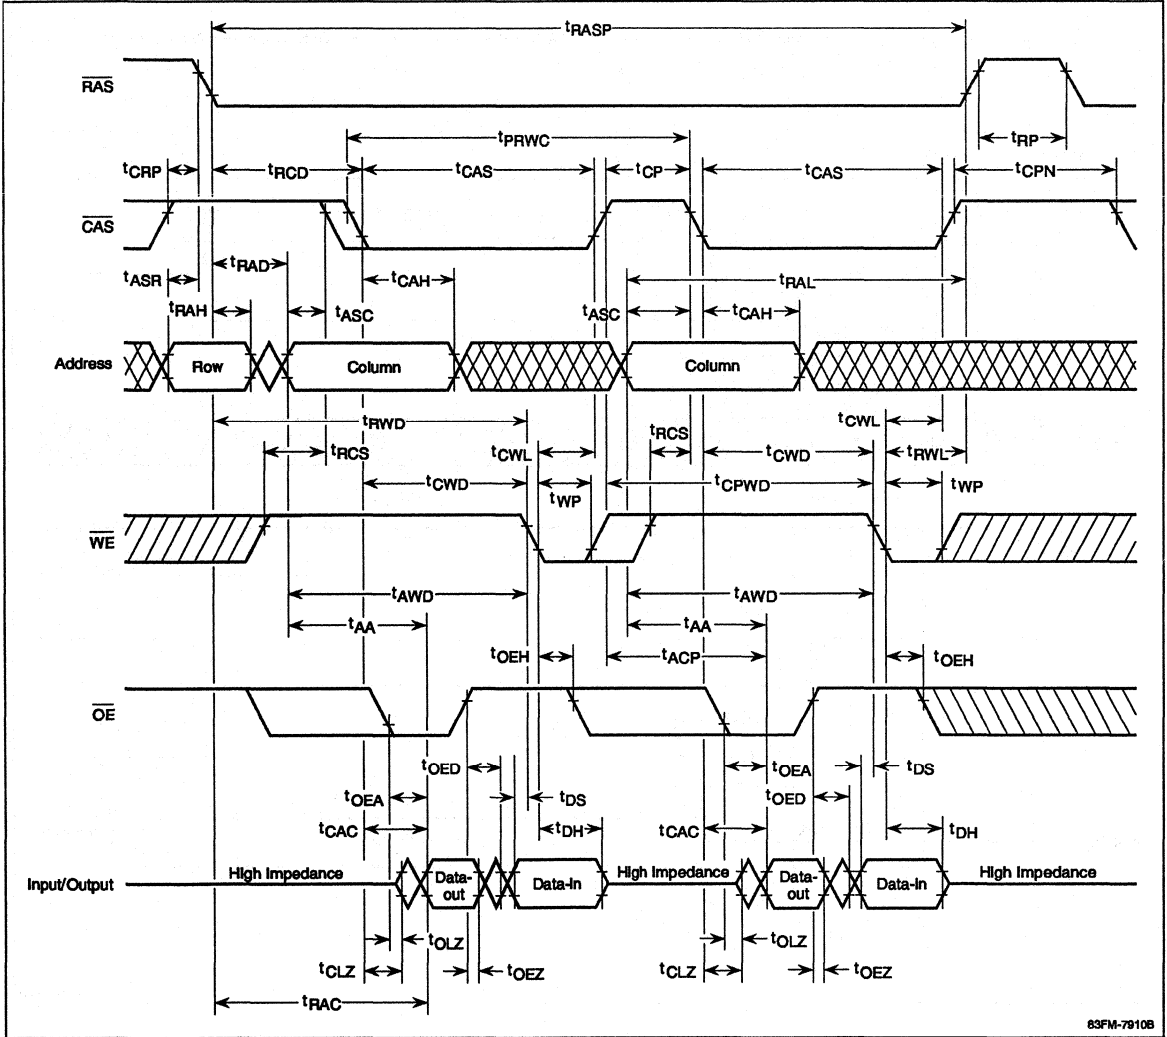 tRASP
RAS
tPRWC
tRP
tCRP
tRCD
tCAS
tCP
tCAS
tCPN
CAS
tASR
tRAD
tCAH
tRAL
tRAH
tASC
tASC
tCAH
Address
Row
Column
Column
tRWD
tCWL
tRCS
tCWL
tRCS
tCWD
tRWL
tCWD
tWP
tCPWD
tWP
WE
tAWD
tAWD
tAA
tAA
tOEH
tACP
tOEH
OE
tOED
tOEA
tDS
tOEA
tDS
tOED
tCAC
tDH
tCAC
tDH
Input/Output
High Impedance
Data-
out
Data-In
High Impedance
Data-
out
Data-In
High Impedance
tOLZ
tOLZ
tCLZ
tOEZ
tCLZ
tOEZ
tRAC
83FM-7910B